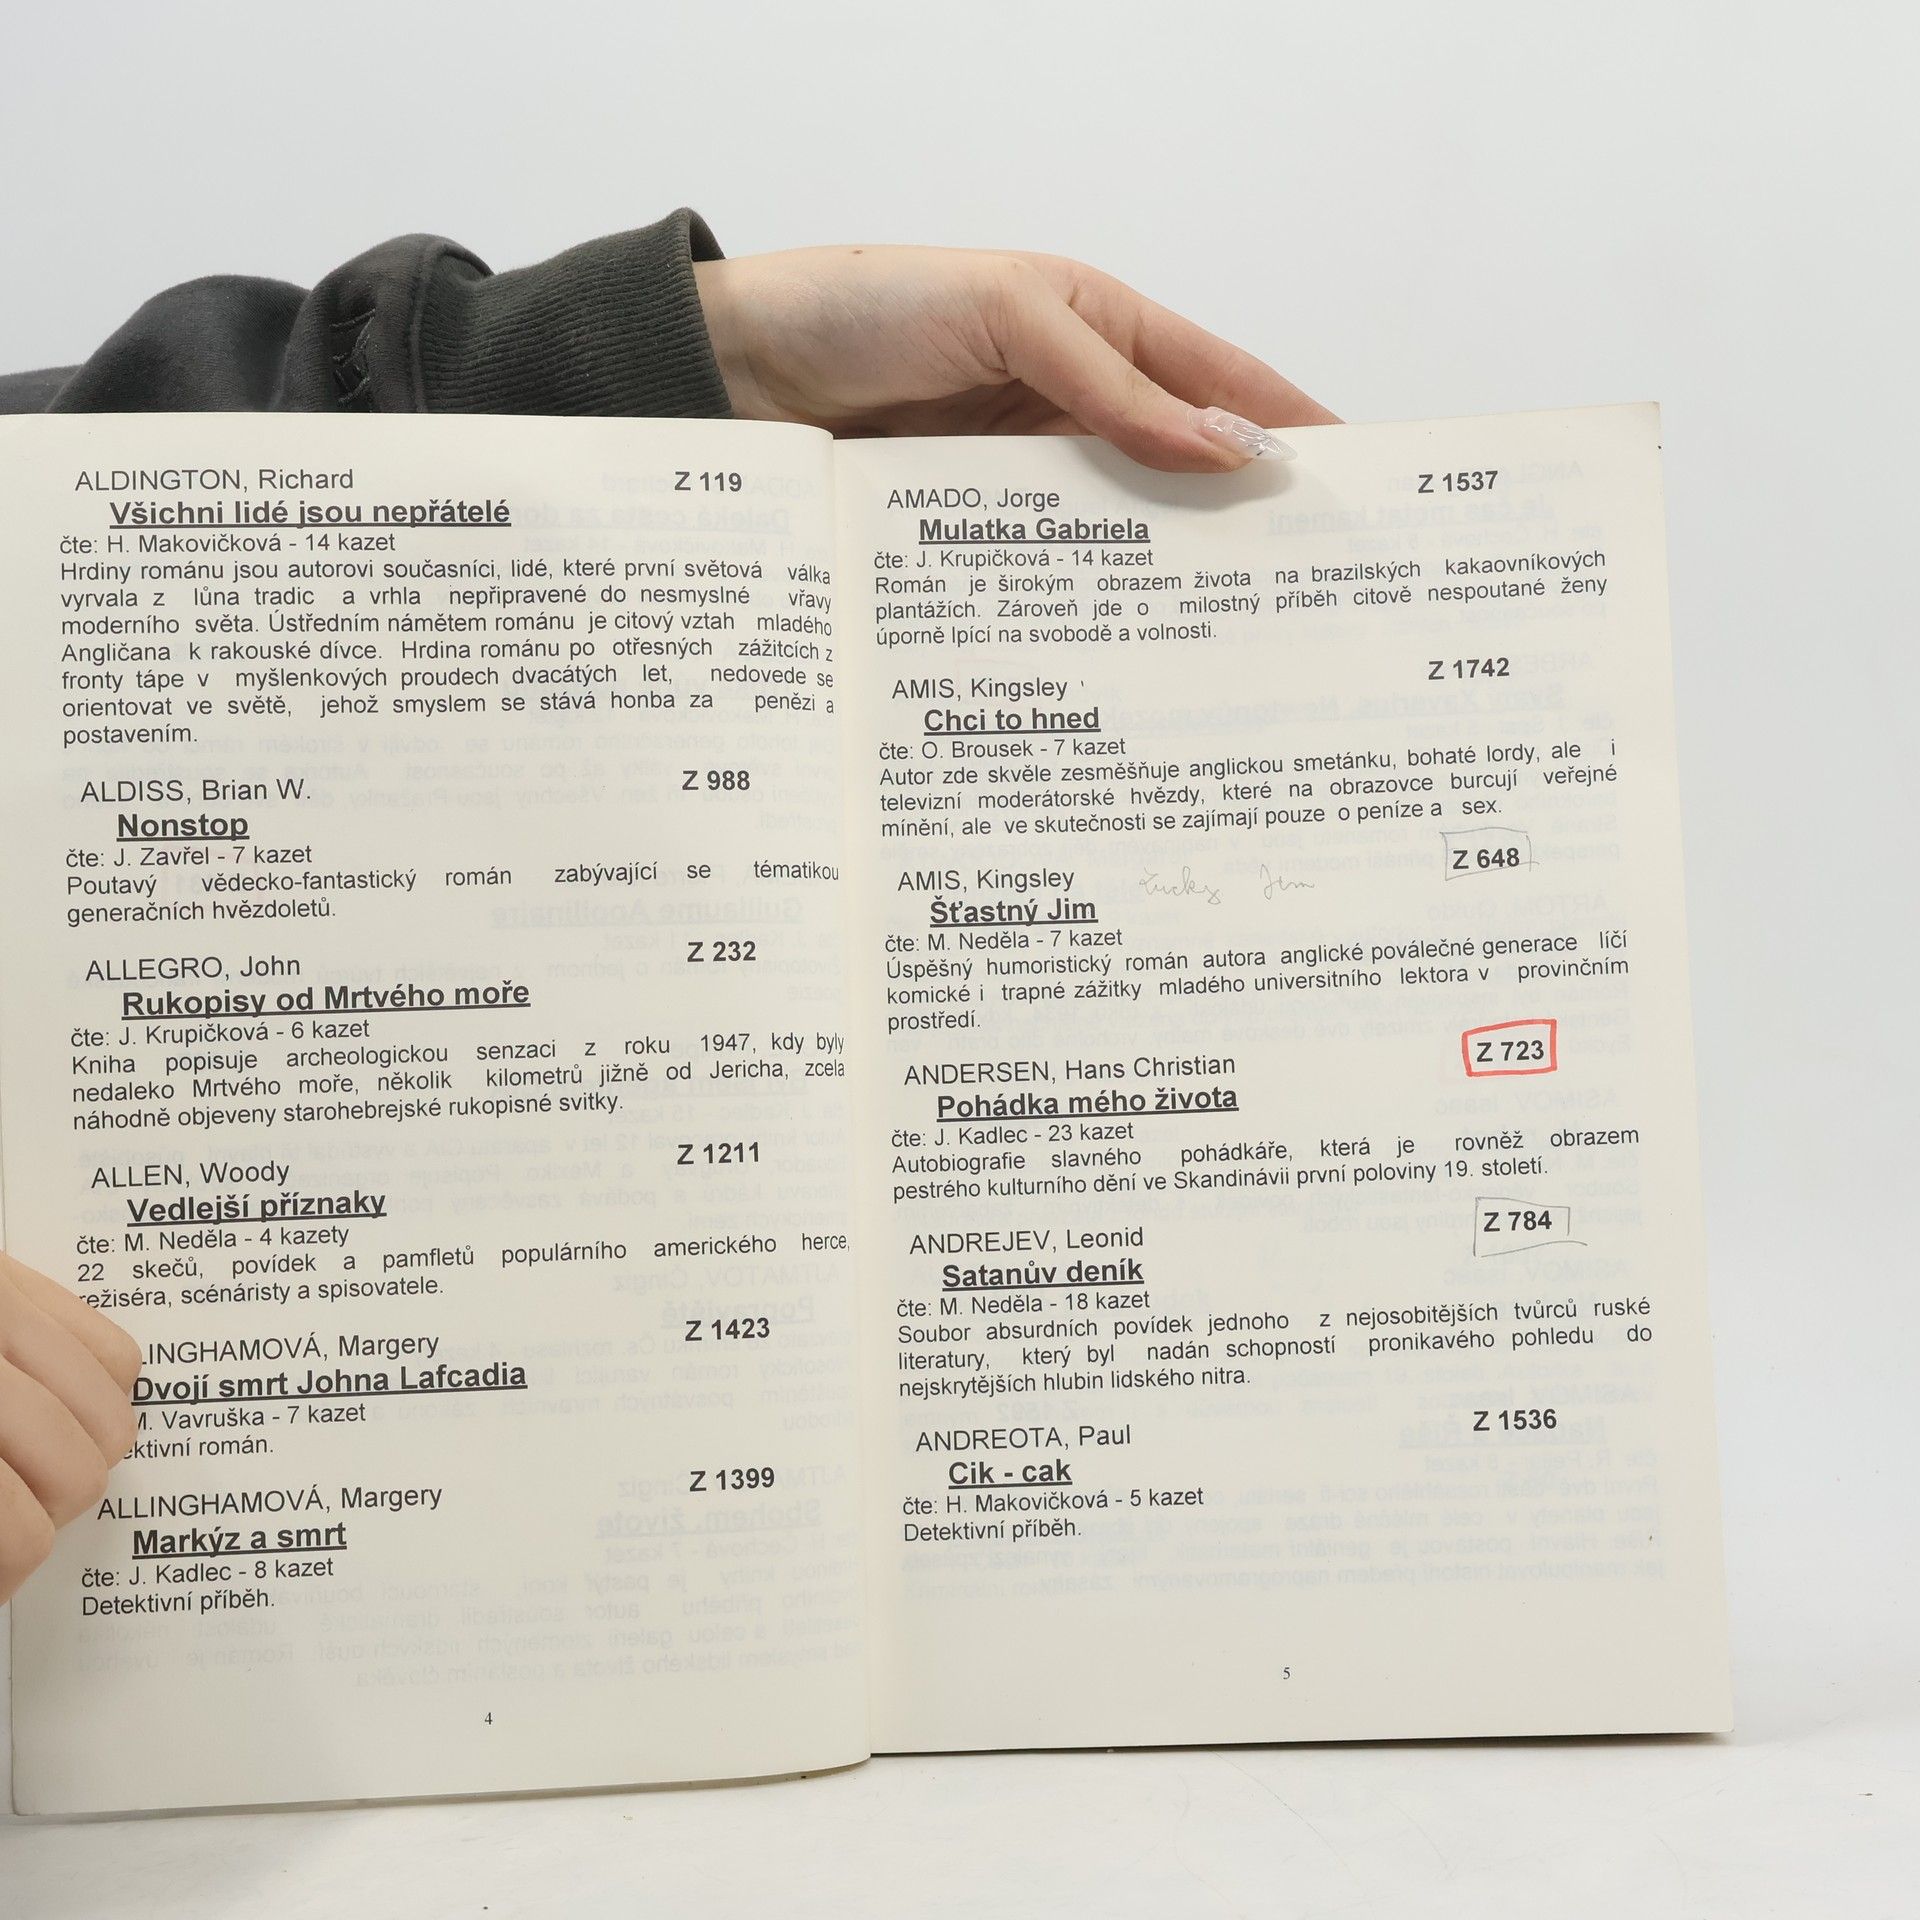 ALDINGTON, Richard Z 119
Všichni lidé jsou nepřátelé
čte: H. Makovičková - 14 kazet
Hrdiny románu jsou autorovi současníci, lidé, které první světová válka
vyrvala z lůna tradic a vrhla nepřipravené do nesmyslné vřavy
moderního světa. Ústředním námětem románu je citový vztah mladého
Angličana k rakouské dívce. Hrdina románu po otřesných zážitcích z
fronty tápe v myšlenkových proudech dvacátých let, nedovede se
orientovat ve světě, jehož smyslem se stává honba za penězi a
postavením.
ALDISS, Brian W. Z 988
Nonstop
čte: J. Zavřel - 7 kazet
Poutavý vědecko-fantastický román zabývající se tématikou
generačních hvězdoletů.
ALLEGRO, John Z 232
Rukopisy od Mrtvého moře
čte: J. Krupičková - 6 kazet
Kniha popisuje archeologickou senzaci z roku 1947, kdy byly
nedaleko Mrtvého moře, několik kilometrů jižně od Jericha, zcela
náhodně objeveny starohebrejské rukopisné svitky.
ALLEN, Woody Z 1211
Vedlejší příznaky
čte: M. Neděla - 4 kazety
22 skečů, povídek a pamfletů populárního amerického herce,
režiséra, scénáristy a spisovatele.
LINGHAMOVÁ, Margery Z 1423
Dvojí smrt Johna Lafcadia
M. Vavruška - 7 kazet
ektivní román.
ALLINGHAMOVÁ, Margery Z 1399
Markýz a smrt
čte: J. Kadlec - 8 kazet
Detektivní příběh.
4
AMADO, Jorge Z 1537
Mulatka Gabriela
čte: J. Krupičková - 14 kazet
Román je širokým obrazem života na brazilských kakaovníkových
plantážích. Zároveň jde o milostný příběh citově nespoutané ženy
úporně lpící na svobodě a volnosti.
AMIS, Kingsley Z 1742
Chci to hned
čte: O. Brousek - 7 kazet
Autor zde skvěle zesměšňuje anglickou smetánku, bohaté lordy, ale i
televizní moderátorské hvězdy, které na obrazovce burcují veřejné
mínění, ale ve skutečnosti se zajímají pouze o peníze a sex.
AMIS, Kingsley Lucky Jim Z 648
Šťastný Jim
čte: M. Neděla - 7 kazet
Úspěšný humoristický román autora anglické poválečné generace líčí
komické i trapné zážitky mladého universitního lektora v provinčním
prostředí.
ANDERSEN, Hans Christian Z 723
Pohádka mého života
čte: J. Kadlec - 23 kazet
Autobiografie slavného pohádkáře, která je rovněž obrazem
pestrého kulturního dění ve Skandinávii první poloviny 19. století.
ANDREJEV, Leonid Z 784
Satanův deník
čte: M. Neděla - 18 kazet
Soubor absurdních povídek jednoho z nejosobitějších tvůrců ruské
literatury, který byl nadán schopností pronikavého pohledu do
nejskrytějších hlubin lidského nitra.
ANDREOTA, Paul Z 1536
Cik - cak
čte: H. Makovičková - 5 kazet
Detektivní příběh.
5